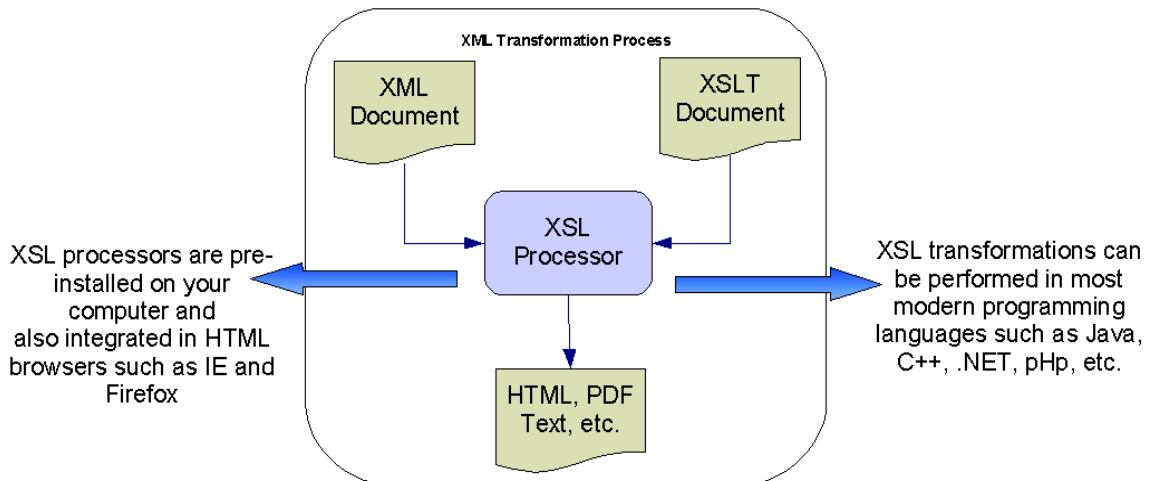 XML Transformation Process
XML
Document
XSLT
Document
XSL
Processor
XSL processors are pre-
installed on your
computer and
also integrated in HTML
browsers such as IE and
Firefox
XSL transformations can
be performed in most
modern programming
languages such as Java,
C++, .NET, pHp, etc.
HTML, PDF
Text, etc.